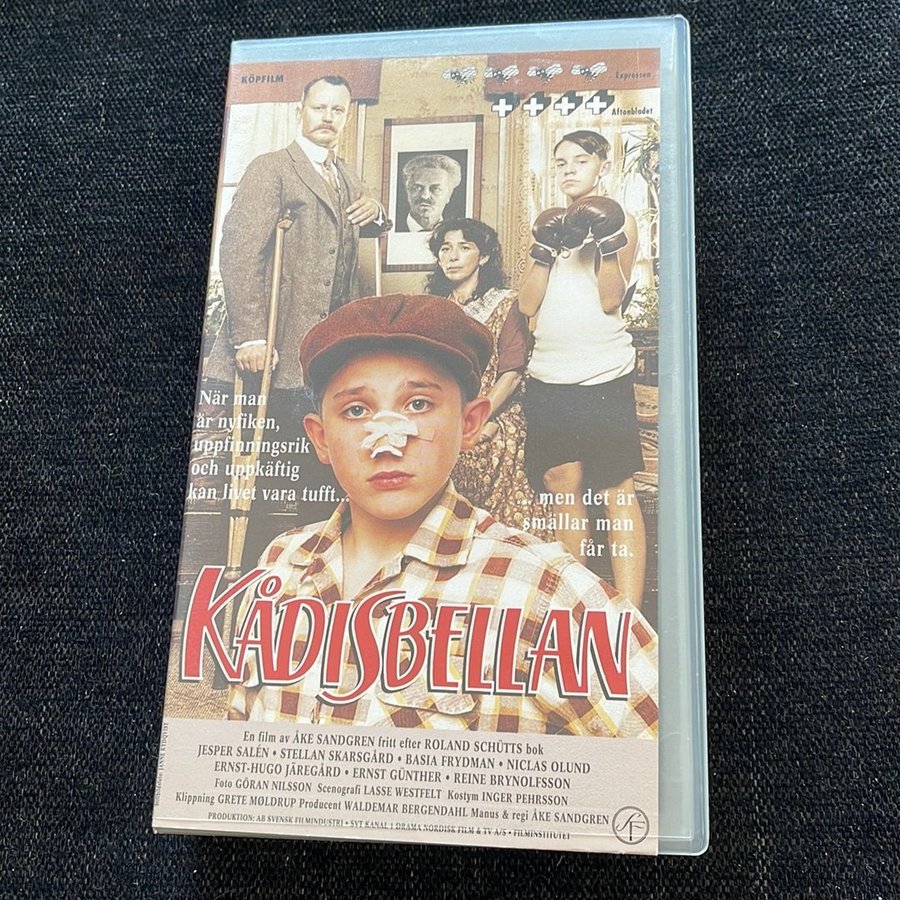 KÖPFILM
Expressen
Aftonbladet
När man
är nyfiken,
uppfinningsrik
och uppkäftig
kan livet vara tufft...
... men det är
smällar man
får ta.
KÅDISBELLAN
En film av ÅKE SANDGREN fritt efter ROLAND SCHÜTTS bok
JESPER SALÉN • STELLAN SKARSGÅRD • BASIA FRYDMAN • NICLAS OLUND
ERNST-HUGO JÄREGÅRD • ERNST GÜNTHER • REINE BRYNOLFSSON
Foto GÖRAN NILSSON Scenografi LASSE WESTFELT Kostym INGER PEHRSSON
Klippning GRETE MØLDRUP Producent WALDEMAR BERGENDAHL Manus & regi ÅKE SANDGREN
PRODUKTION: AB SVENSK FILMINDUSTRI • SVT KANAL 1 DRAMA NORDISK FILM & TV A/S • FILMINSTITUTET
SF